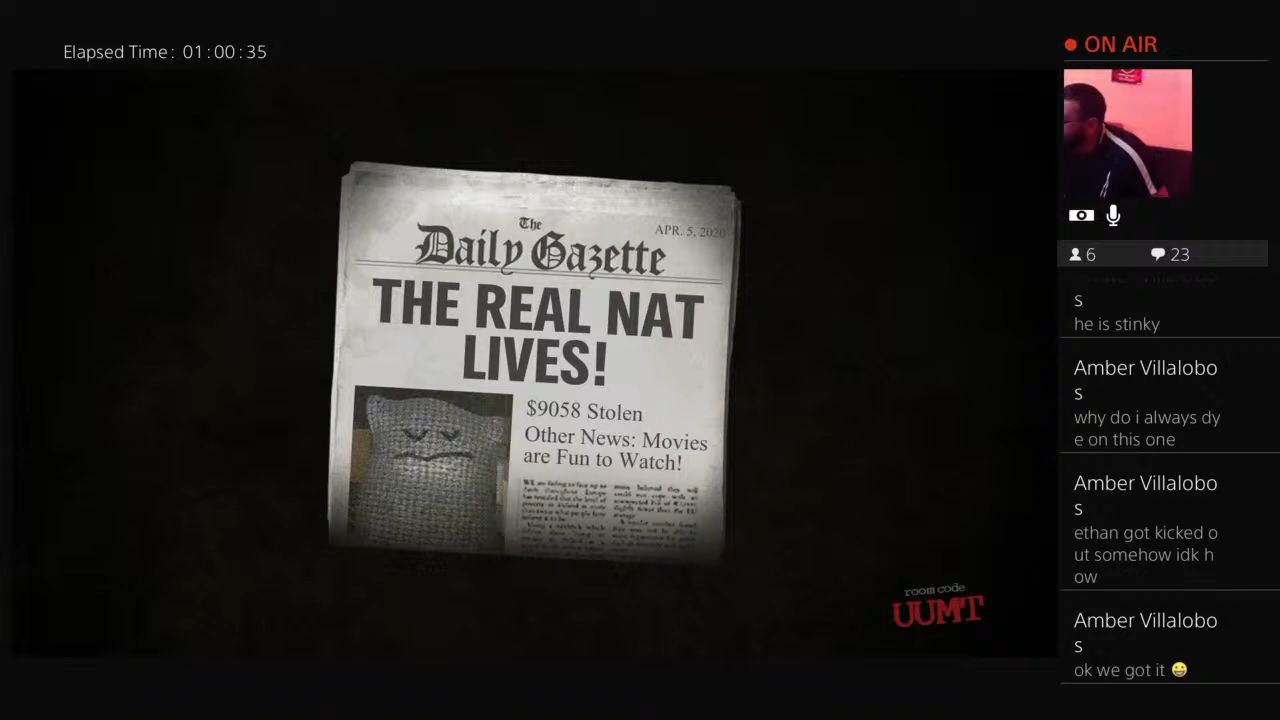 Elapsed Time: 01:00:35
ON AIR
The
Daily Gazette
APR. 5, 2020
THE REAL NAT
LIVES!
$9058 Stolen
Other News: Movies
are Fun to Watch!
room code
UUMT
6
23
s
he is stinky
Amber Villalobo
s
why do i always dy
e on this one
Amber Villalobo
s
ethan got kicked o
ut somehow idk h
ow
Amber Villalobo
s
ok we got it 😀